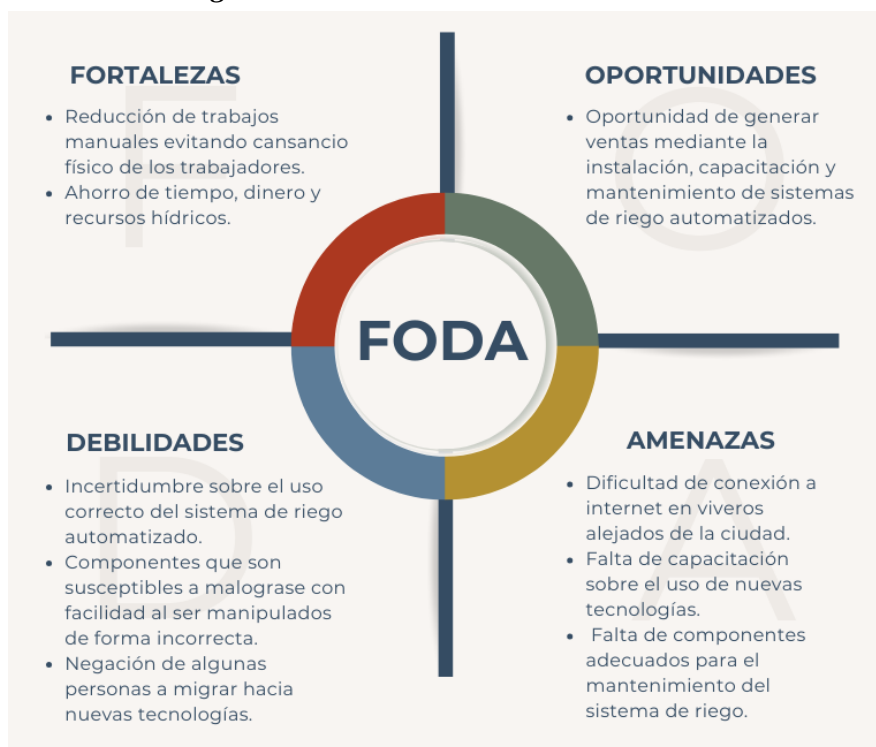 FORTALEZAS
• Reducción de trabajos
manuales evitando cansancio
físico de los trabajadores.
• Ahorro de tiempo, dinero y
recursos hídricos.
OPORTUNIDADES
• Oportunidad de generar
ventas mediante la
instalación, capacitación y
mantenimiento de sistemas
de riego automatizados.
FODA
DEBILIDADES
• Incertidumbre sobre el uso
correcto del sistema de riego
automatizado.
• Componentes que son
susceptibles a malograse con
facilidad al ser manipulados
de forma incorrecta.
• Negación de algunas
personas a migrar hacia
nuevas tecnologías.
AMENAZAS
• Dificultad de conexión a
internet en viveros
alejados de la ciudad.
• Falta de capacitación
sobre el uso de nuevas
tecnologías.
• Falta de componentes
adecuados para el
mantenimiento del
sistema de riego.
F
O
D
A